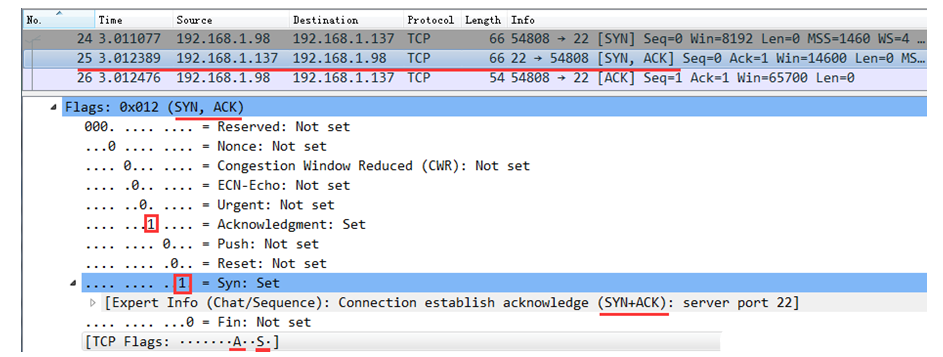 No. Time Source Destination Protocol Length Info
24 3.011077 192.168.1.98 192.168.1.137 TCP 66 54808 → 22 [SYN] Seq=0 Win=8192 Len=0 MSS=1460 WS=4 …
25 3.012389 192.168.1.137 192.168.1.98 TCP 66 22 → 54808 [SYN, ACK] Seq=0 Ack=1 Win=14600 Len=0 MS…
26 3.012476 192.168.1.98 192.168.1.137 TCP 54 54808 → 22 [ACK] Seq=1 Ack=1 Win=65700 Len=0
Flags: 0x012 (SYN, ACK)
000. .... .... = Reserved: Not set
...0 .... .... = Nonce: Not set
.... 0... .... = Congestion Window Reduced (CWR): Not set
.... .0.. .... = ECN-Echo: Not set
.... ..0. .... = Urgent: Not set
.... ...1 .... = Acknowledgment: Set
.... .... 0... = Push: Not set
.... .... .0.. = Reset: Not set
.... .... ..1. = Syn: Set
[Expert Info (Chat/Sequence): Connection establish acknowledge (SYN+ACK): server port 22]
.... .... ...0 = Fin: Not set
[TCP Flags: ·······A··S·]